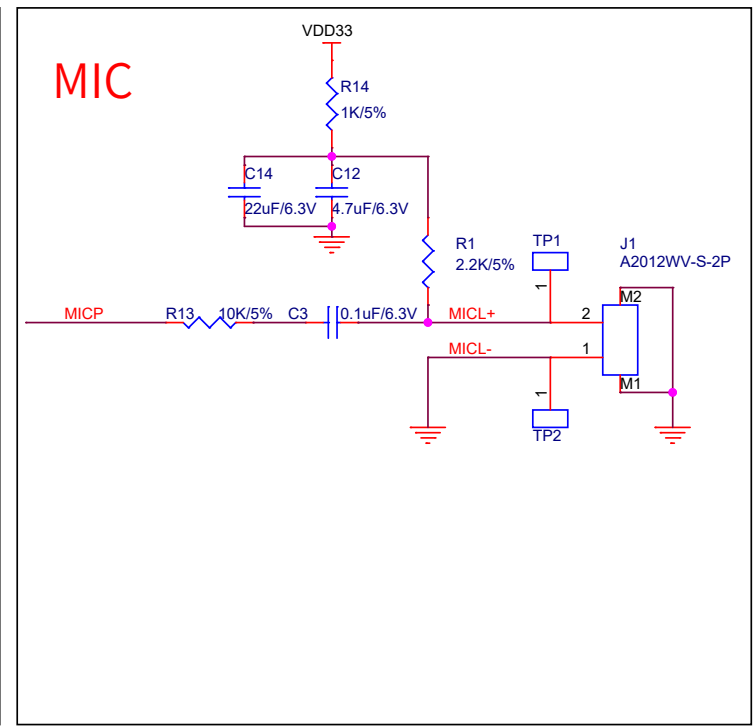 VDD33
MIC
R14
1K/5%
C14
C12
22uF/6.3V
4.7uF/6.3V
R1
2.2K/5%
TP1
J1
A2012WV-S-2P
1
M2
MICP
R13
10K/5%
C3
0.1uF/6.3V
MICL+
2
MICL-
1
M1
1
TP2